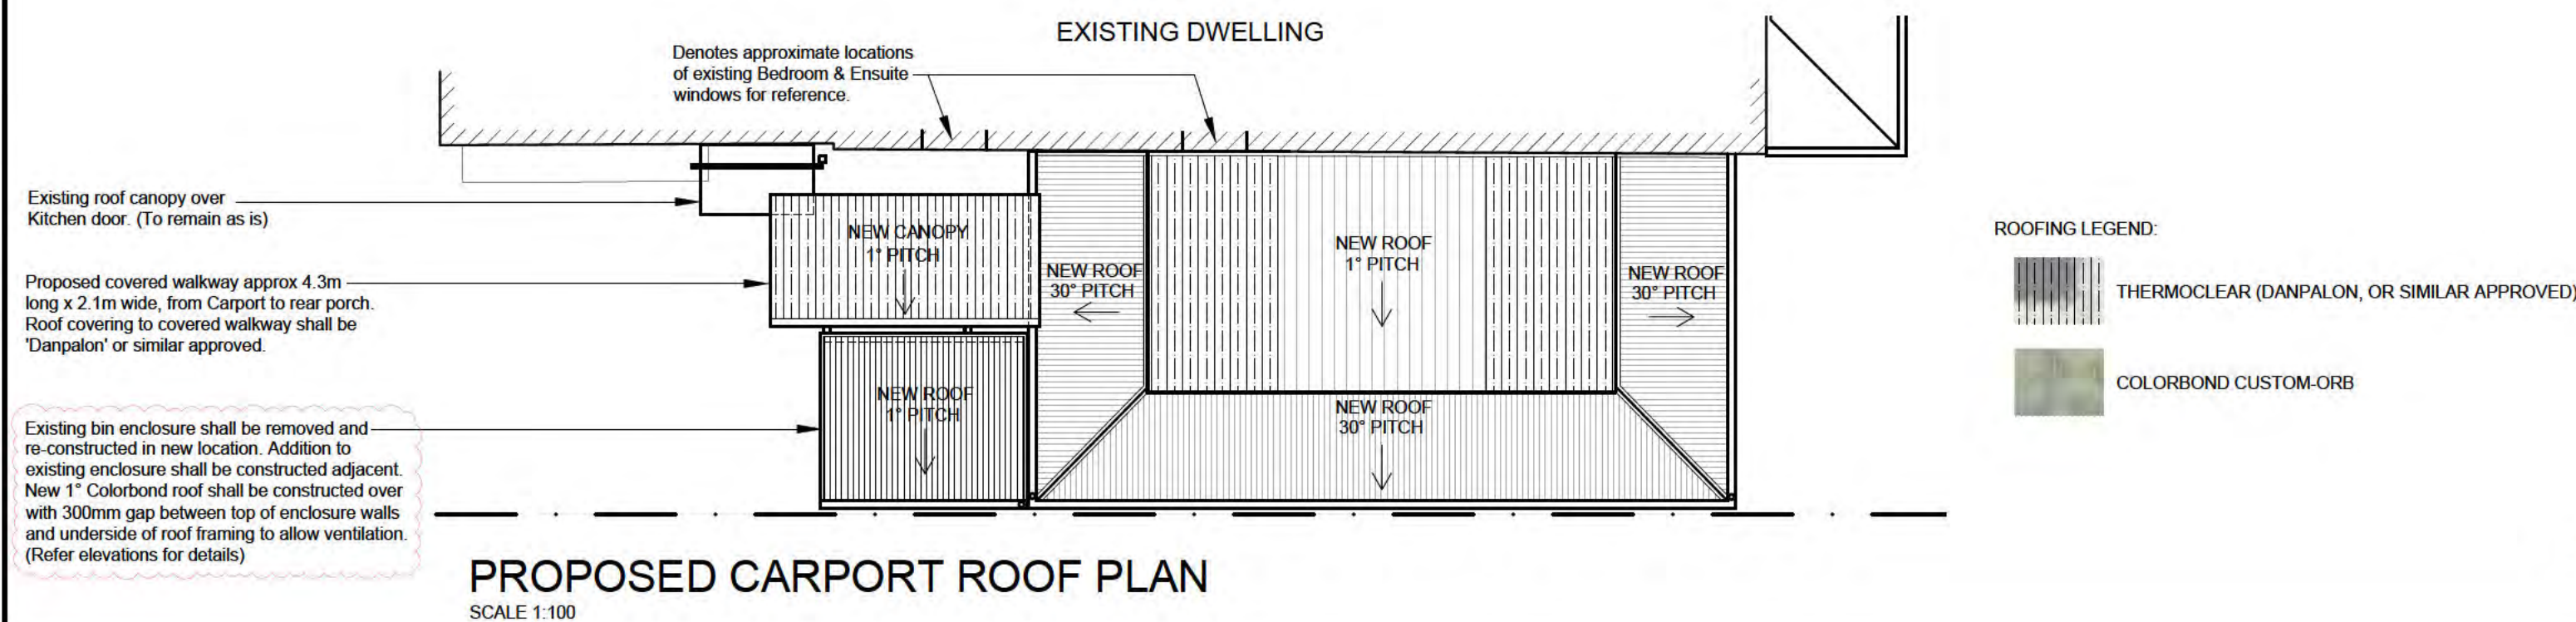 EXISTING DWELLING
Denotes approximate locations
of existing Bedroom & Ensuite
windows for reference.
Existing roof canopy over
Kitchen door. (To remain as is)
Proposed covered walkway approx 4.3m
long x 2.1m wide, from Carport to rear porch.
Roof covering to covered walkway shall be
'Danpalon' or similar approved.
Existing bin enclosure shall be removed and
re-constructed in new location. Addition to
existing enclosure shall be constructed adjacent.
New 1° Colorbond roof shall be constructed over
with 300mm gap between top of enclosure walls
and underside of roof framing to allow ventilation.
(Refer elevations for details)
NEW CANOPY
1° PITCH
NEW ROOF
1° PITCH
NEW ROOF
30° PITCH
NEW ROOF
1° PITCH
NEW ROOF
30° PITCH
NEW ROOF
30° PITCH
ROOFING LEGEND:
THERMOCLEAR (DANPALON, OR SIMILAR APPROVED)
COLORBOND CUSTOM-ORB
PROPOSED CARPORT ROOF PLAN
SCALE 1:100